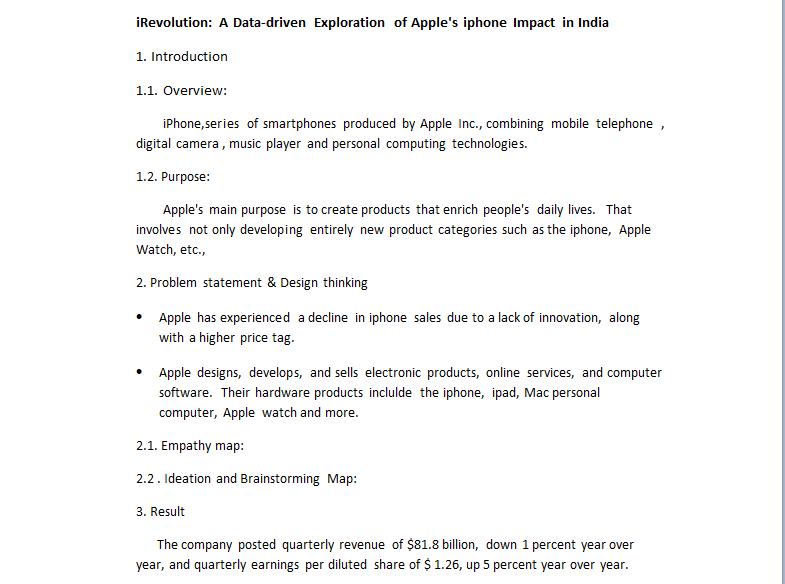 iRevolution: A Data-driven Exploration of Apple's iphone Impact in India
1. Introduction
1.1. Overview:
iPhone,series of smartphones produced by Apple Inc., combining mobile telephone ,
digital camera , music player and personal computing technologies.
1.2. Purpose:
Apple's main purpose is to create products that enrich people's daily lives. That
involves not only developing entirely new product categories such as the iphone, Apple
Watch, etc.,
2. Problem statement & Design thinking
• Apple has experienced a decline in iphone sales due to a lack of innovation, along
with a higher price tag.
• Apple designs, develops, and sells electronic products, online services, and computer
software. Their hardware products inclulde the iphone, ipad, Mac personal
computer, Apple watch and more.
2.1. Empathy map:
2.2 . Ideation and Brainstorming Map:
3. Result
The company posted quarterly revenue of $81.8 billion, down 1 percent year over
year, and quarterly earnings per diluted share of $ 1.26, up 5 percent year over year.